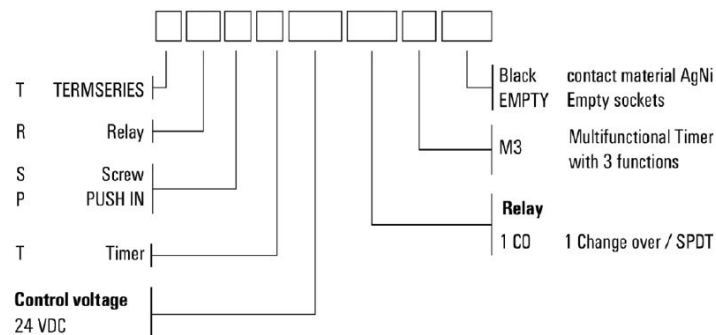 T TERMSERIES
R Relay
S Screw
P PUSH IN
T Timer
Control voltage
24 VDC
Black contact material AgNi
EMPTY Empty sockets
M3 Multifunctional Timer
with 3 functions
Relay
1 CO 1 Change over / SPDT